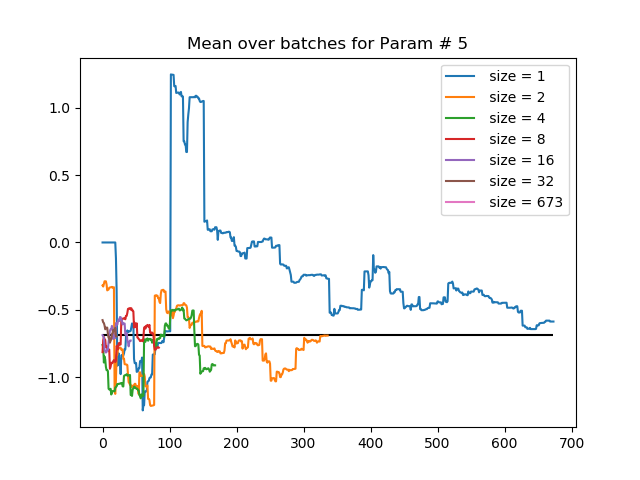 Mean over batches for Param # 5
size = 1
size = 2
size = 4
size = 8
size = 16
size = 32
size = 673
1.0
0.5
0.0
−0.5
−1.0
0 100 200 300 400 500 600 700